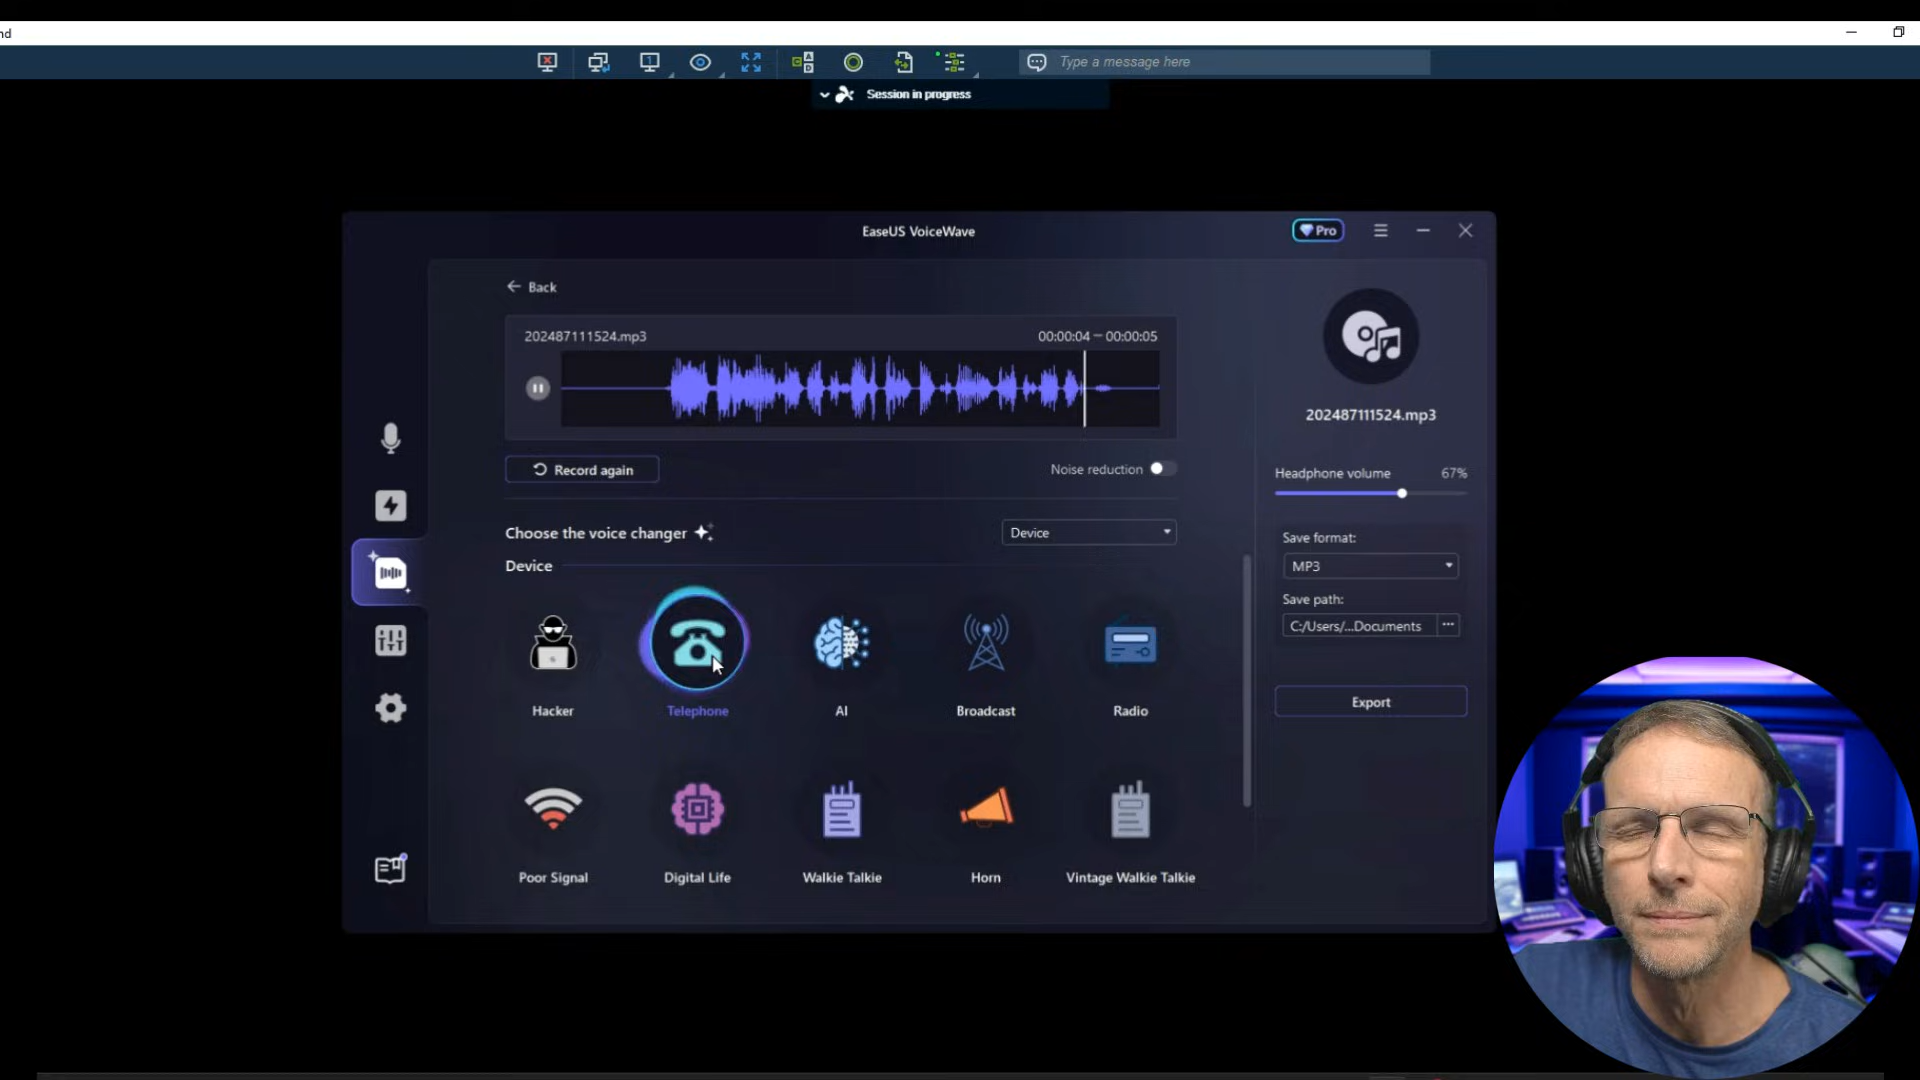 nd
1
Type a message here
Session in progress
EaseUS VoiceWave
Pro
Back
202487111524.mp3
00:00:04 – 00:00:05
202487111524.mp3
Record again
Noise reduction
Headphone volume
67%
Choose the voice changer
Device
Save format:
Device
MP3
Save path:
C:/Users/...Documents
Hacker
Telephone
AI
Broadcast
Radio
Export
Poor Signal
Digital Life
Walkie Talkie
Horn
Vintage Walkie Talkie